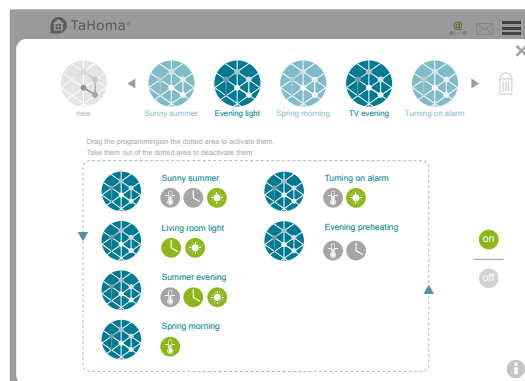 TaHoma®
@
new
Sunny summer
Evening light
Spring morning
TV evening
Turning on alarm
Drag the programmingsin the dotted area to activate them.
Take them out of the dotted area to deactivate them.
Sunny summer
Turning on alarm
Living room light
Evening preheating
Summer evening
Spring morning
on
off
i